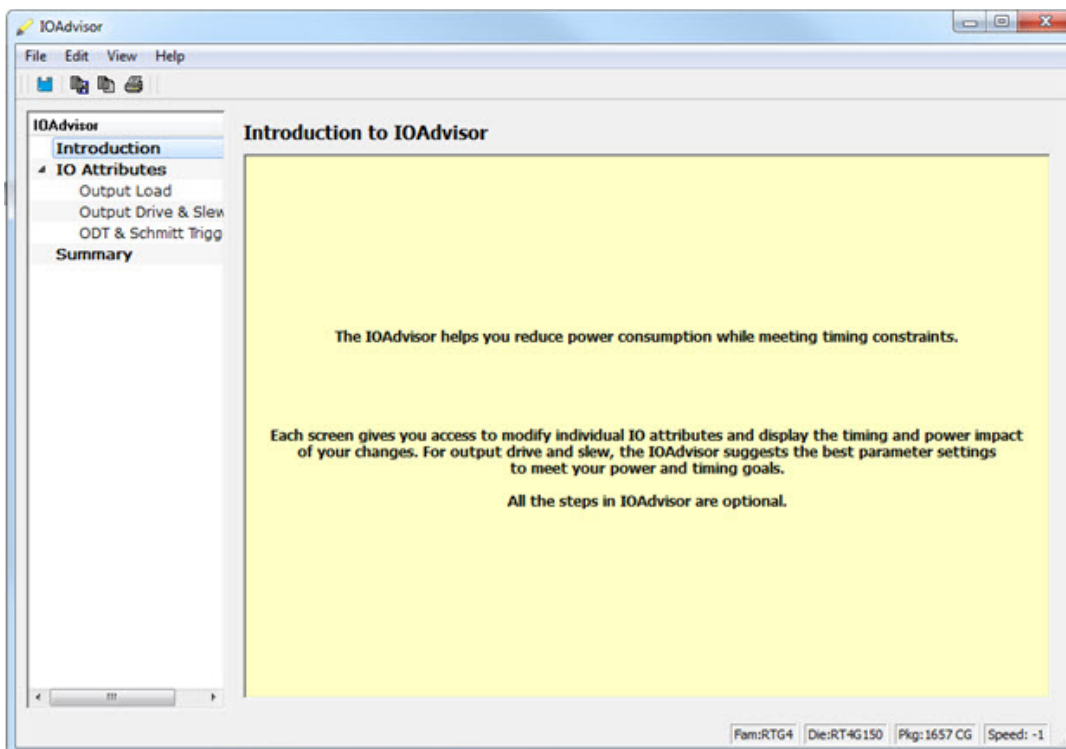 IOAdvisor
File Edit View Help
IOAdvisor
Introduction
IO Attributes
Output Load
Output Drive & Slew
ODT & Schmitt Trigg
Summary
Introduction to IOAdvisor
The IOAdvisor helps you reduce power consumption while meeting timing constraints.
Each screen gives you access to modify individual IO attributes and display the timing and power impact
of your changes. For output drive and slew, the IOAdvisor suggests the best parameter settings
to meet your power and timing goals.
All the steps in IOAdvisor are optional.
Fam:RTG4 Die:RT4G150 Pkg:1657 CG Speed: -1